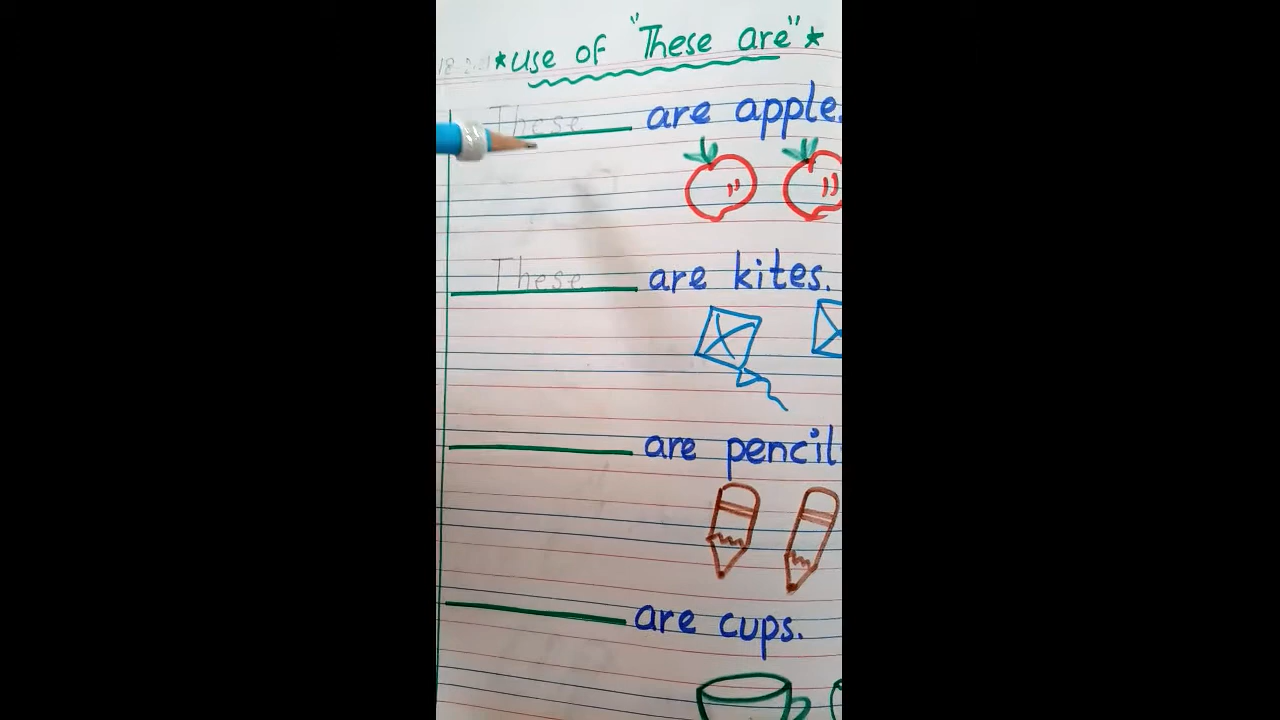 *use of "These are"*
These are apple.
These are kites.
are pencil
are cups.